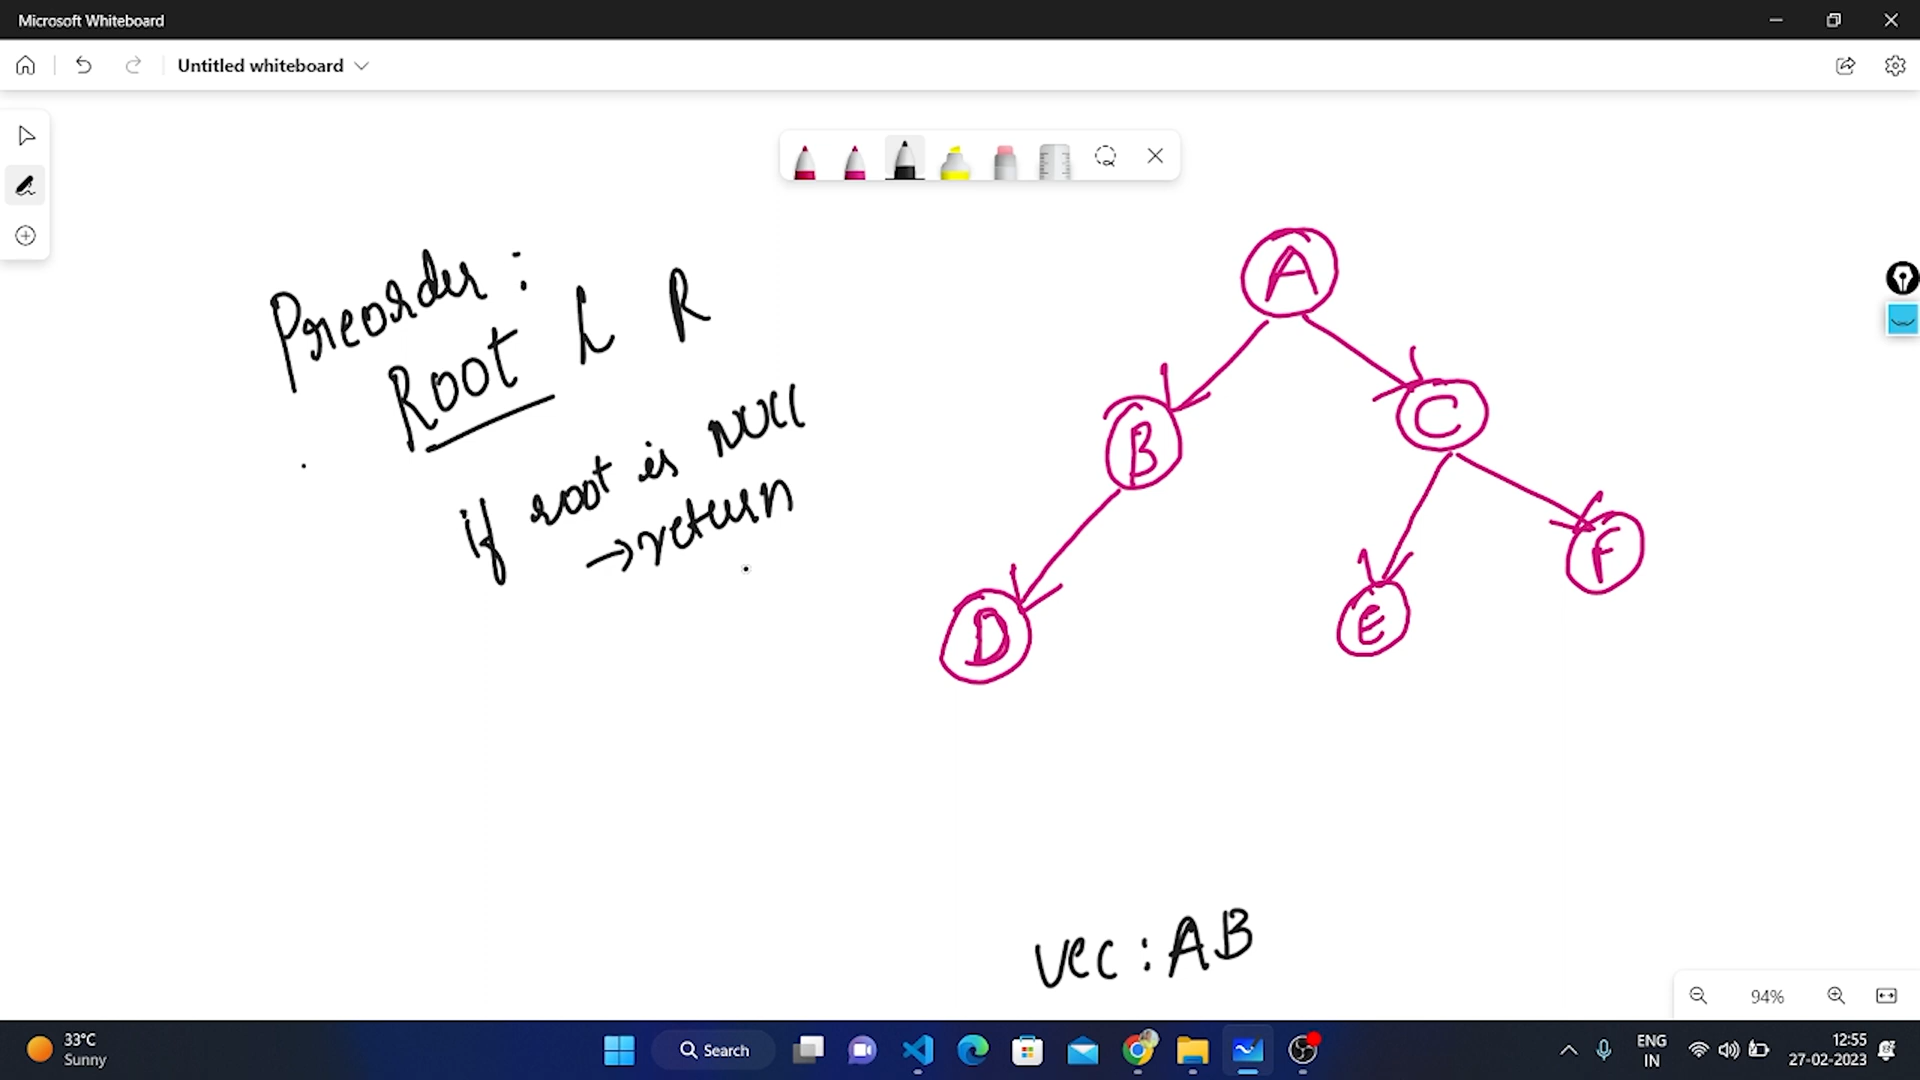 Microsoft Whiteboard
Untitled whiteboard
Preorder :
Root L R
if root is NULL
→return
A
B
C
D
E
F
vec : AB
94%
33°C
Sunny
Search
ENG
IN
12:55
27-02-2023